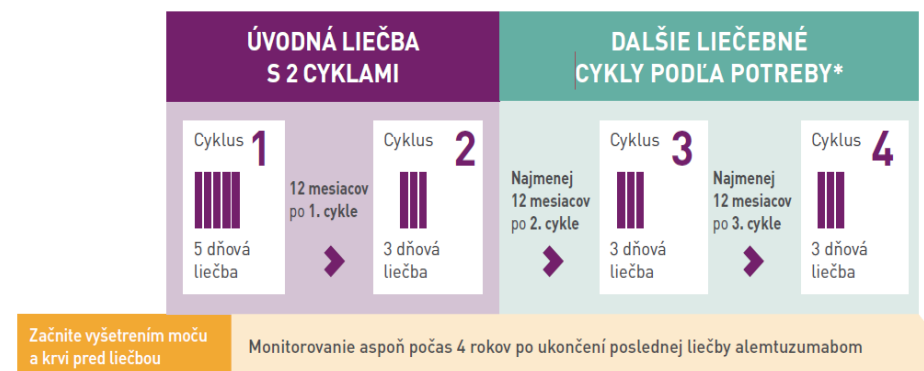 ÚVODNÁ LIEČBA
S 2 CYKLAMI
DALŠIE LIEČEBNÉ
CYKLY PODĽA POTREBY*
Cyklus 1
5 dňová
liečba
12 mesiacov
po 1. cykle
Cyklus 2
3 dňová
liečba
Najmenej
12 mesiacov
po 2. cykle
Cyklus 3
3 dňová
liečba
Najmenej
12 mesiacov
po 3. cykle
Cyklus 4
3 dňová
liečba
Začnite vyšetrením moču
a krvi pred liečbou
Monitorovanie aspoň počas 4 rokov po ukončení poslednej liečby alemtuzumabom